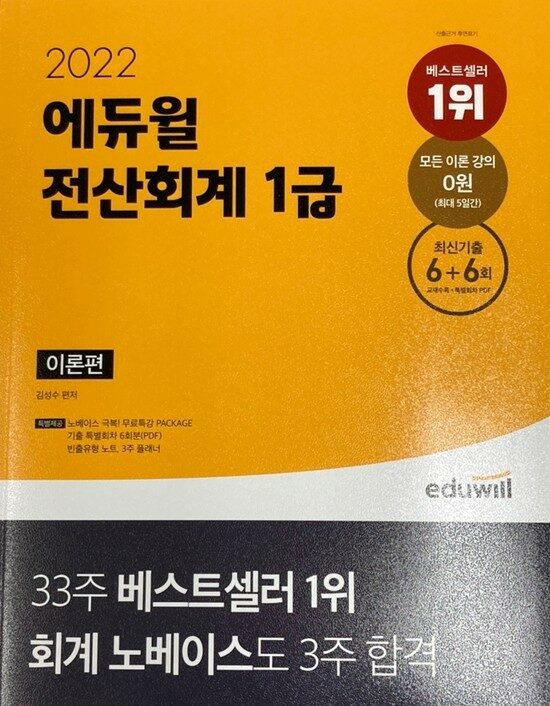 산출근거 후면표기
2022
에듀윌
전산회계 1급
베스트셀러
1위
모든 이론 강의
0원
(최대 5일간)
최신기출
6+6회
교재수록+특별회차 PDF
이론편
김성수 편저
특별제공 노베이스 극복! 무료특강 PACKAGE
기출 특별회차 6회분(PDF)
빈출유형 노트, 3주 플래너
eduwill
33주 베스트셀러 1위
회계 노베이스도 3주 합격